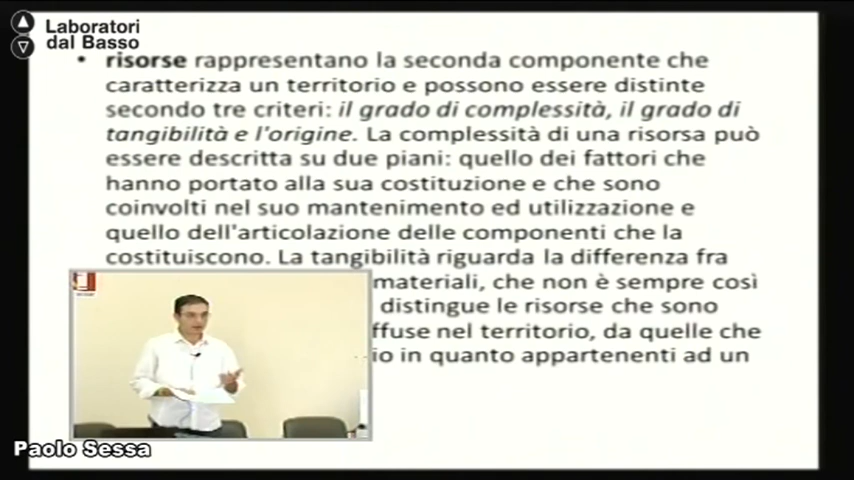 Laboratori
dal Basso
• risorse rappresentano la seconda componente che
caratterizza un territorio e possono essere distinte
secondo tre criteri: il grado di complessità, il grado di
tangibilità e l'origine. La complessità di una risorsa può
essere descritta su due piani: quello dei fattori che
hanno portato alla sua costituzione e che sono
coinvolti nel suo mantenimento ed utilizzazione e
quello dell'articolazione delle componenti che la
costituiscono. La tangibilità riguarda la differenza fra
materiali, che non è sempre così
distingue le risorse che sono
ffuse nel territorio, da quelle che
io in quanto appartenenti ad un
Paolo Sessa